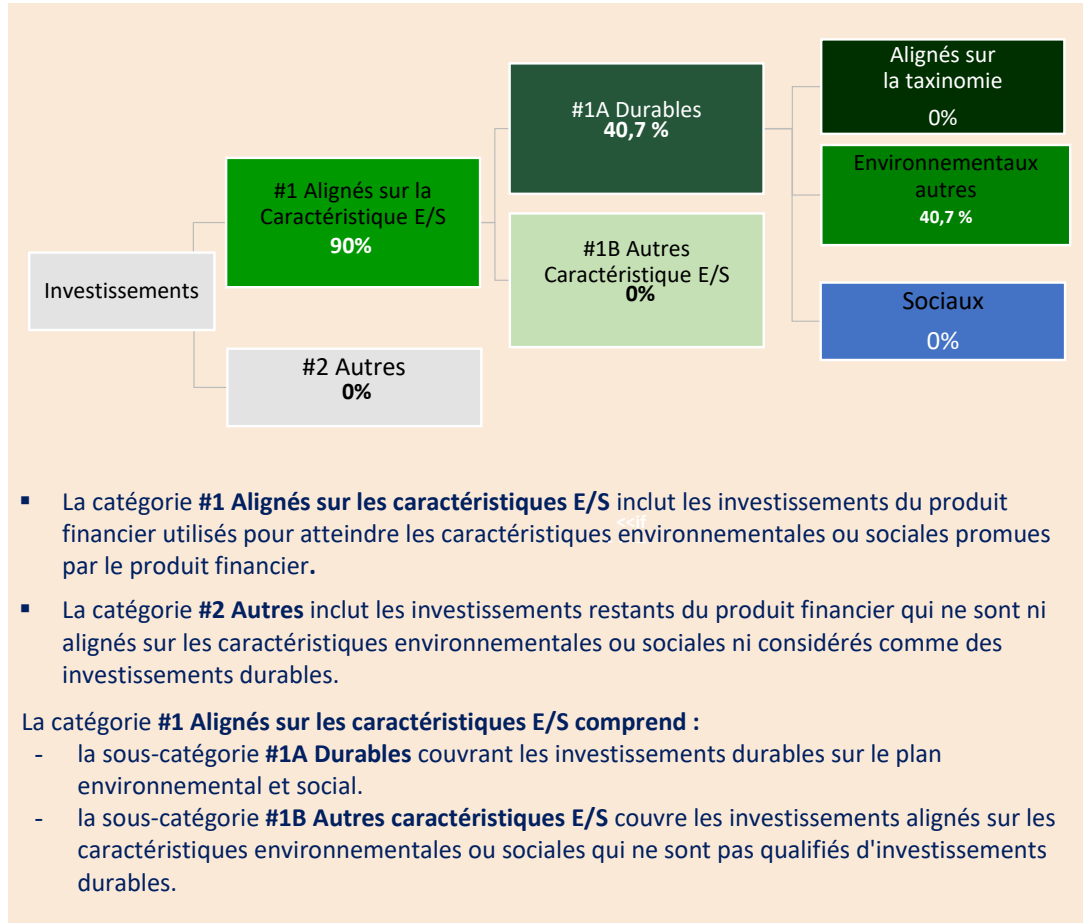 Investissements
#1 Alignés sur la
Caractéristique E/S
90%
#2 Autres
0%
#1A Durables
40,7 %
#1B Autres
Caractéristique E/S
0%
Alignés sur
la taxinomie
0%
Environnementaux
autres
40,7 %
Sociaux
0%
▪ La catégorie #1 Alignés sur les caractéristiques E/S inclut les investissements du produit
financier utilisés pour atteindre les caractéristiques environnementales ou sociales promues
par le produit financier.
<<if
▪ La catégorie #2 Autres inclut les investissements restants du produit financier qui ne sont ni
alignés sur les caractéristiques environnementales ou sociales ni considérés comme des
investissements durables.
La catégorie #1 Alignés sur les caractéristiques E/S comprend :
- la sous-catégorie #1A Durables couvrant les investissements durables sur le plan
environnemental et social.
- la sous-catégorie #1B Autres caractéristiques E/S couvre les investissements alignés sur les
caractéristiques environnementales ou sociales qui ne sont pas qualifiés d'investissements
durables.